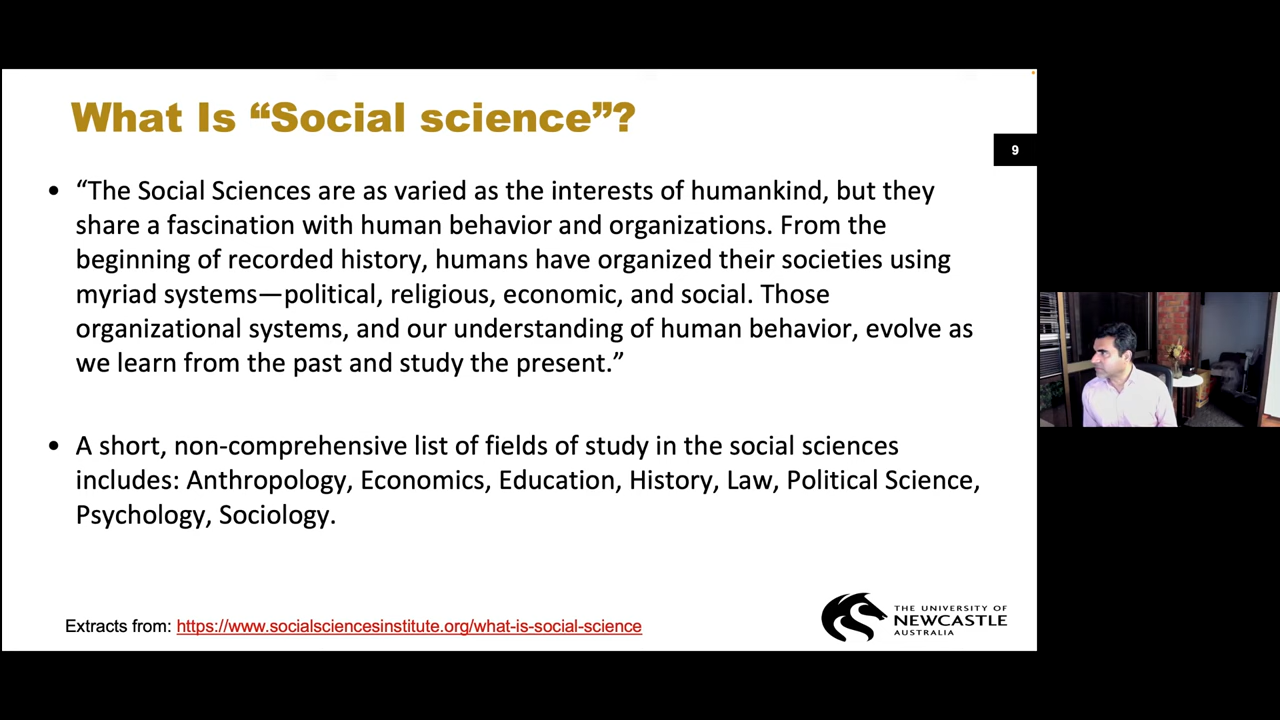 What Is “Social science”?
9
• “The Social Sciences are as varied as the interests of humankind, but they
share a fascination with human behavior and organizations. From the
beginning of recorded history, humans have organized their societies using
myriad systems—political, religious, economic, and social. Those
organizational systems, and our understanding of human behavior, evolve as
we learn from the past and study the present.”
• A short, non-comprehensive list of fields of study in the social sciences
includes: Anthropology, Economics, Education, History, Law, Political Science,
Psychology, Sociology.
Extracts from: https://www.socialsciencesinstitute.org/what-is-social-science
THE UNIVERSITY OF
NEWCASTLE
AUSTRALIA